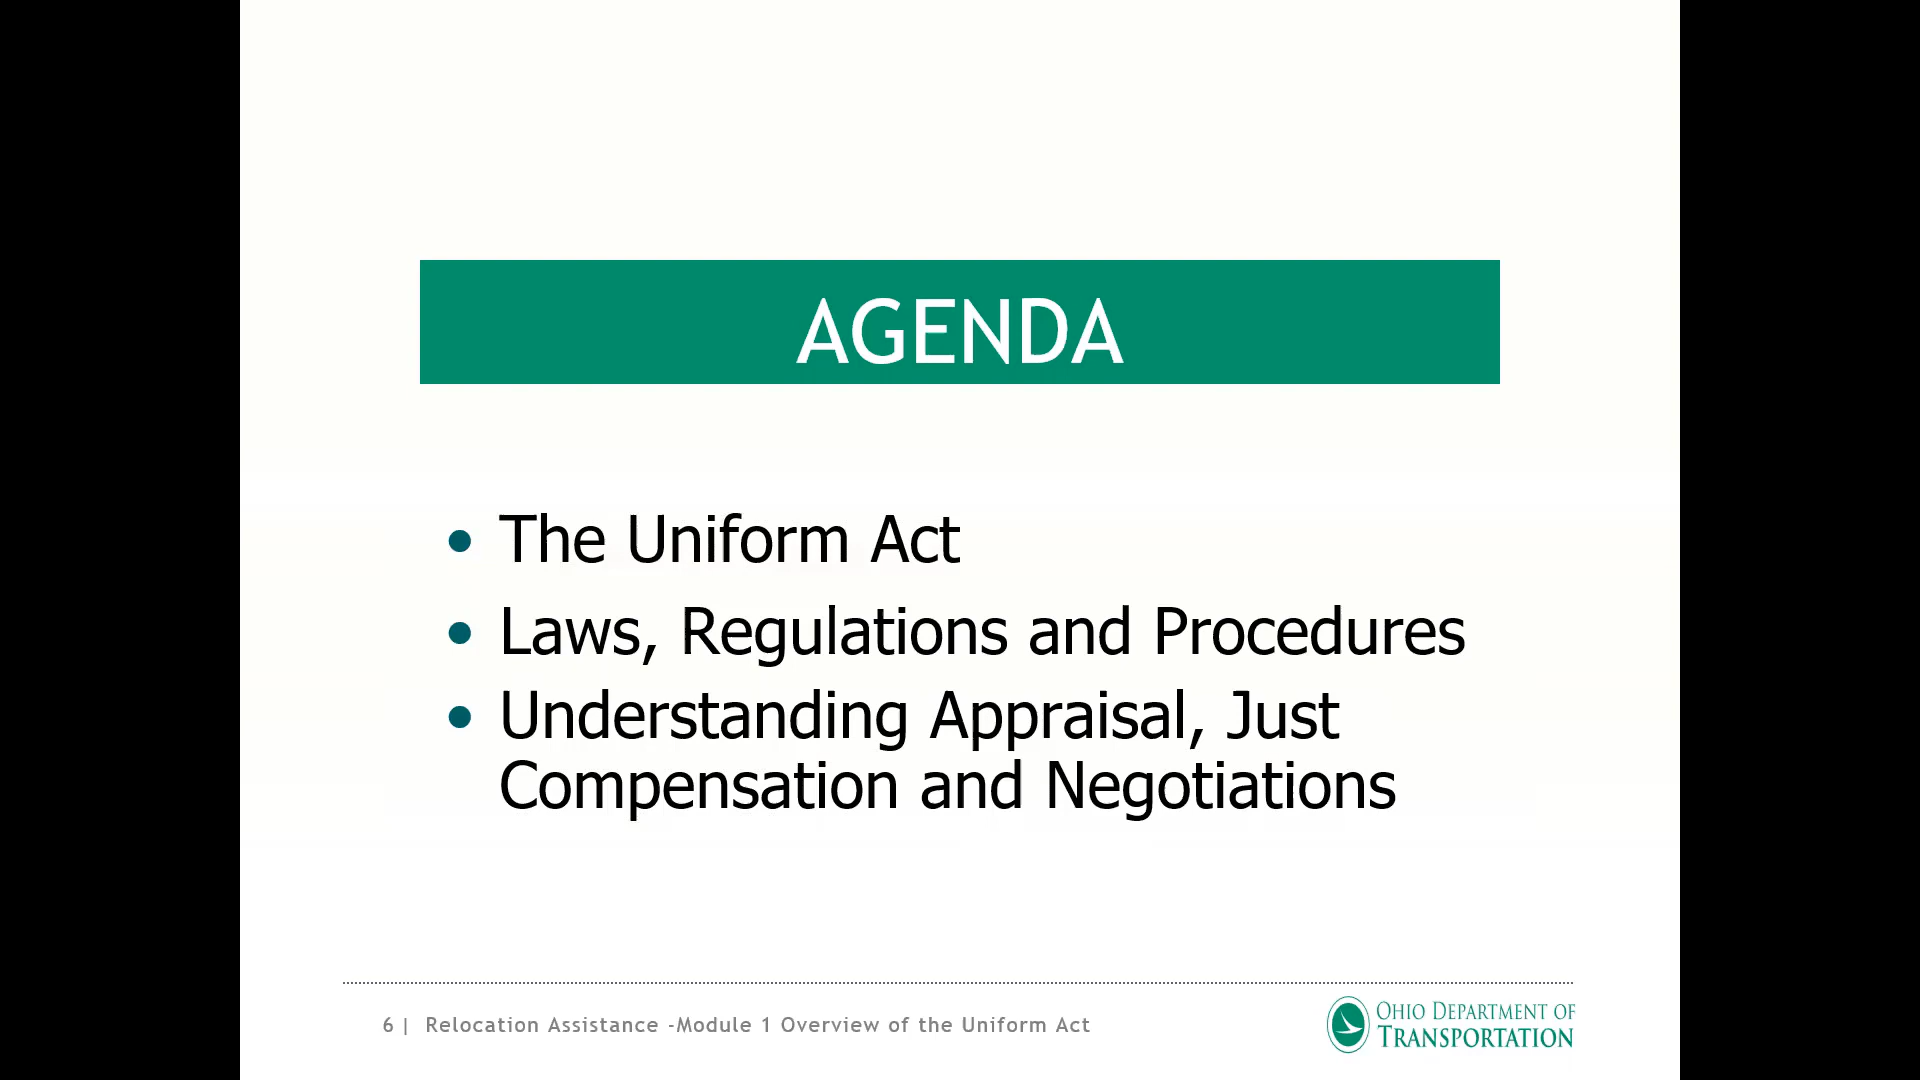 AGENDA
• The Uniform Act
• Laws, Regulations and Procedures
• Understanding Appraisal, Just
Compensation and Negotiations
6 | Relocation Assistance -Module 1 Overview of the Uniform Act
OHIO DEPARTMENT OF
TRANSPORTATION